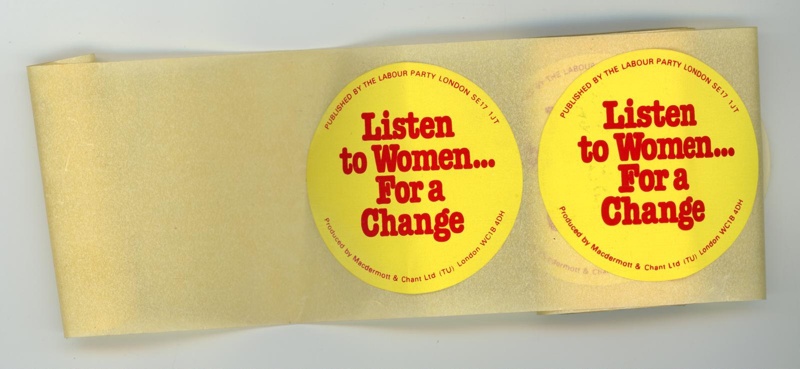 PUBLISHED BY THE LABOUR PARTY LONDON SE17 1JT
Listen
to Women...
For a
Change
Produced by Macdermott & Chant Ltd (TU) London WC1B 4DH
PUBLISHED BY THE LABOUR PARTY LONDON SE17 1JT
Listen
to Women...
For a
Change
Produced by Macdermott & Chant Ltd (TU) London WC1B 4DH